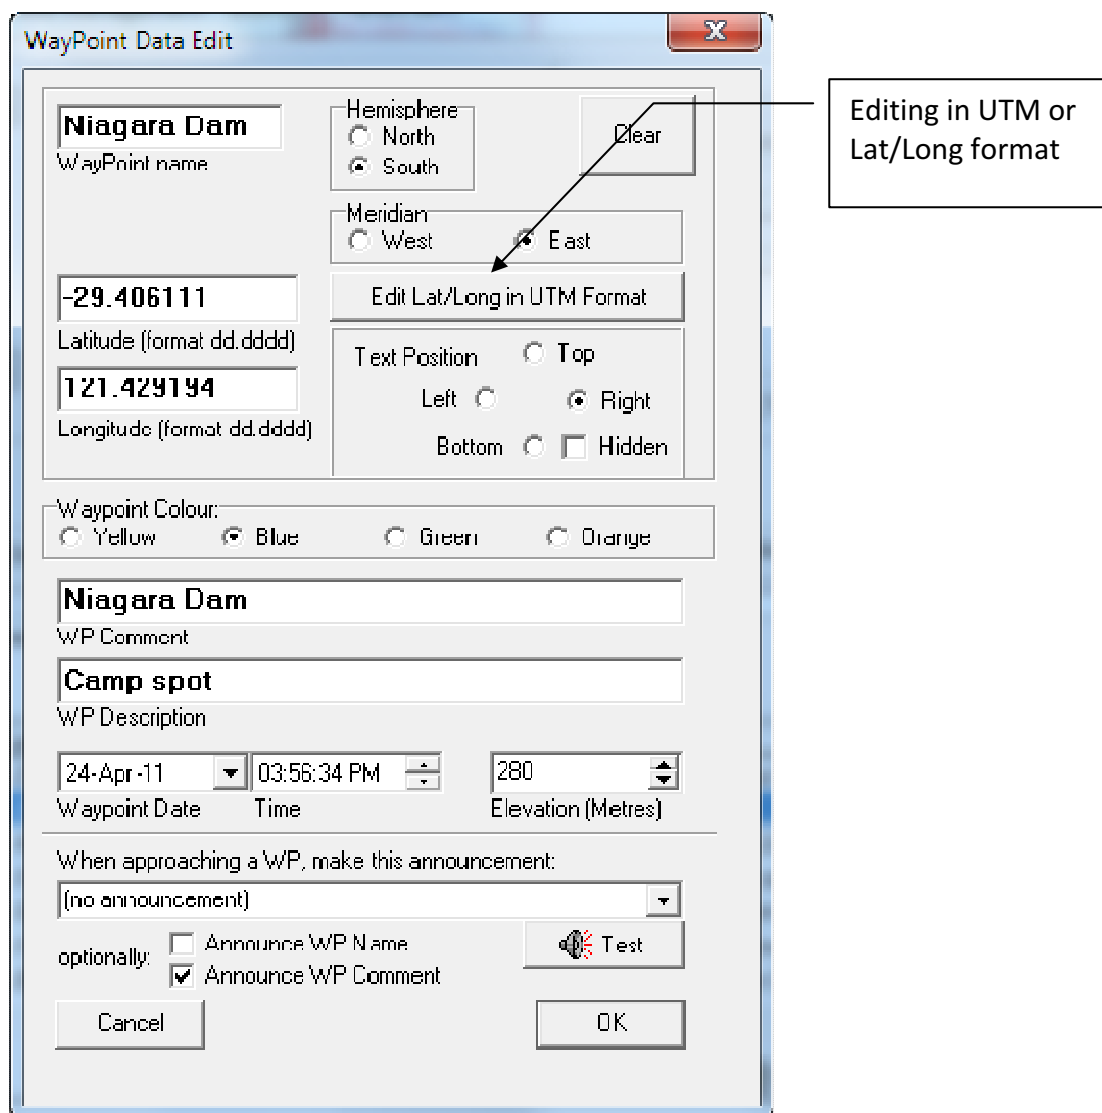 WayPoint Data Edit
Niagara Dam
WayPoint name
Hemisphere
North
South
Clear
Meridian
West East
-29.406111
Latitude (format dd.dddd)
121.429194
Longitude (format dd.dddd)
Edit Lat/Long in UTM Format
Text Position Top
Left Right
Bottom Hidden
Waypoint Colour:
Yellow Blue Green Orange
Niagara Dam
WP Comment
Camp spot
WP Description
24-Apr-11 03:56:34 PM 280
Waypoint Date Time Elevation (Metres)
When approaching a WP, make this announcement:
(no announcement)
optionally:
Announce WP Name
Announce WP Comment
Test
Cancel OK
Editing in UTM or
Lat/Long format